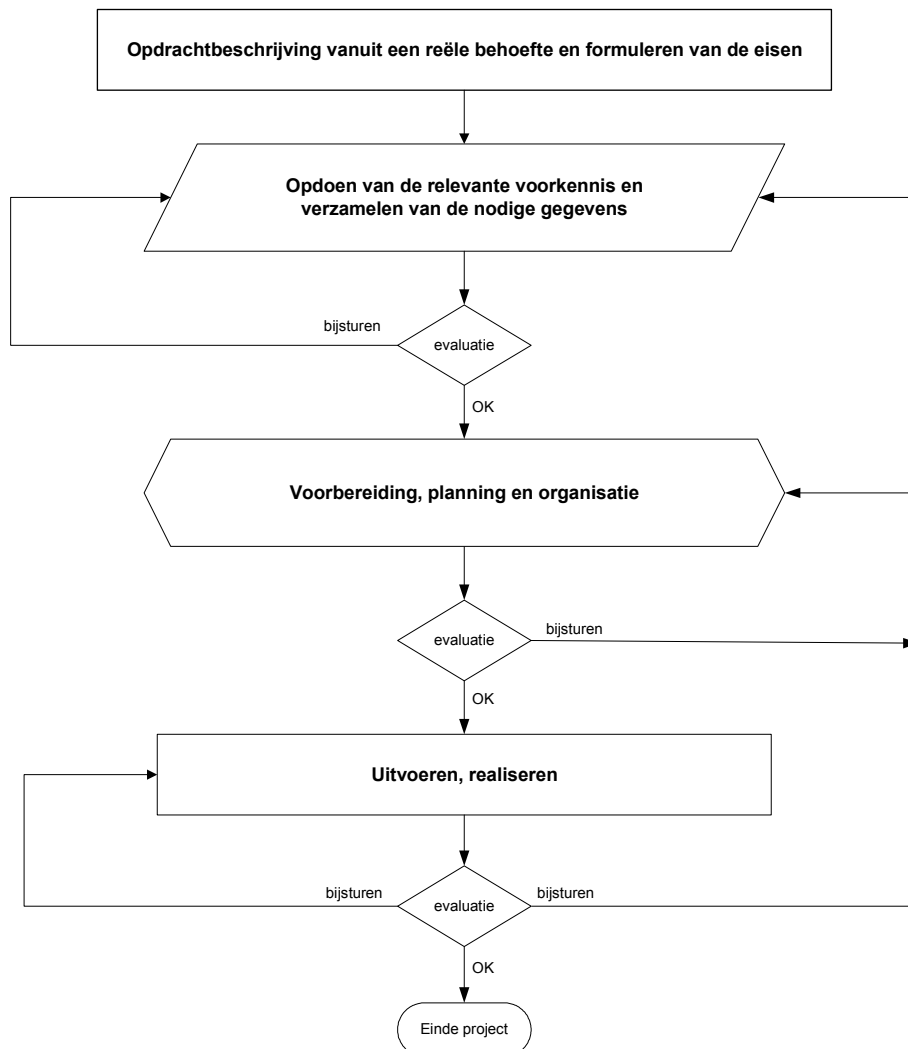 Opdrachtbeschrijving vanuit een reële behoefte en formuleren van de eisen
Opdoen van de relevante voorkennis en
verzamelen van de nodige gegevens
bijsturen
evaluatie
OK
Voorbereiding, planning en organisatie
evaluatie
bijsturen
OK
Uitvoeren, realiseren
bijsturen
evaluatie
bijsturen
OK
Einde project